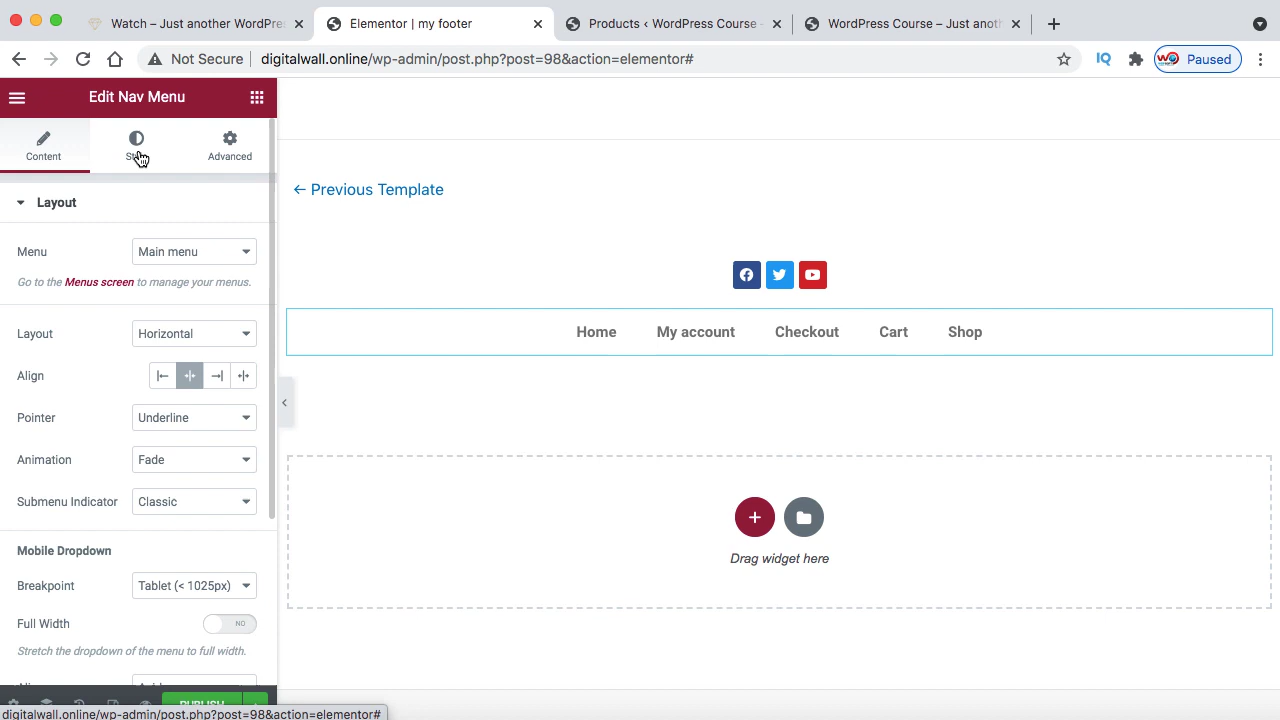 Watch – Just another WordPre
Elementor | my footer
Products ‹ WordPress Course -
WordPress Course – Just anoth
Not Secure
digitalwall.online/wp-admin/post.php?post=98&action=elementor#
IQ
Paused
Edit Nav Menu
Content
Advanced
Layout
Menu
Main menu
Go to the Menus screen to manage your menus.
Layout
Horizontal
Align
Pointer
Underline
Animation
Fade
Submenu Indicator
Classic
Mobile Dropdown
Breakpoint
Tablet (< 1025px)
Full Width
NO
Stretch the dropdown of the menu to full width.
PUBLISH
digitalwall.online/wp-admin/post.php?post=98&action=elementor#
← Previous Template
Home My account Checkout Cart Shop
Drag widget here